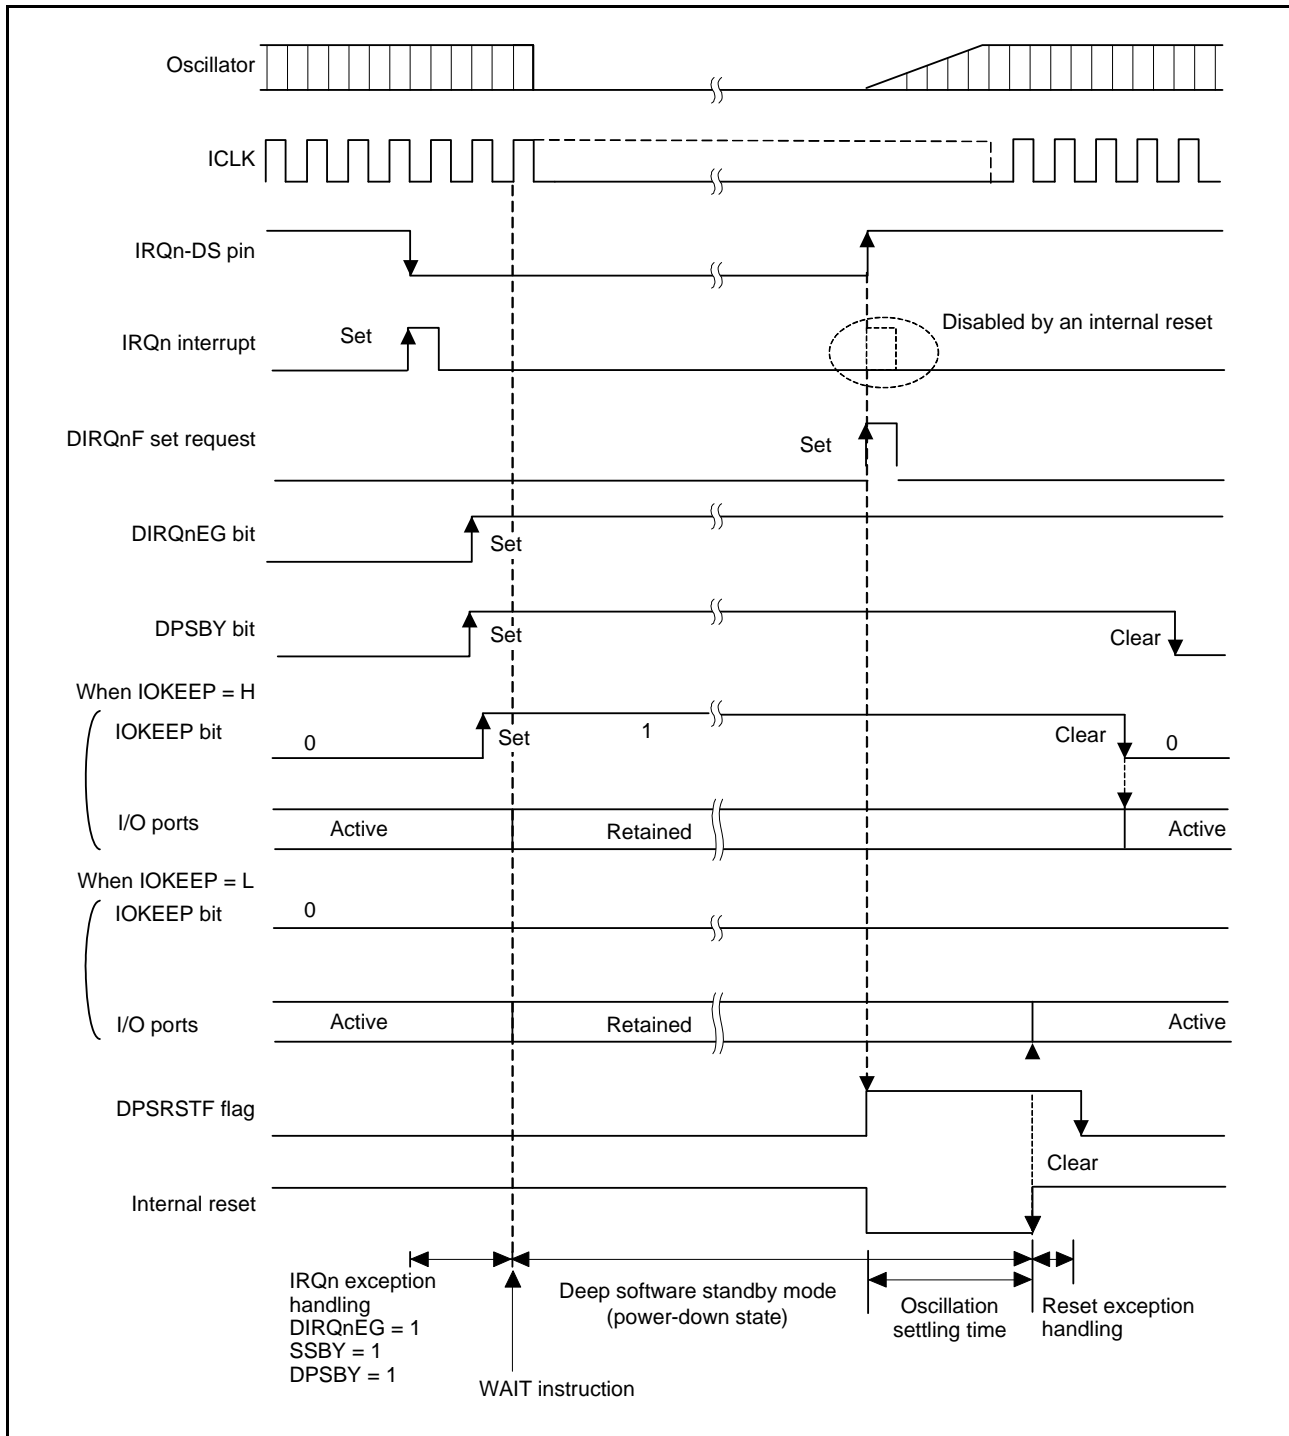 Oscillator
ICLK
IRQn-DS pin
IRQn interrupt
Set
Disabled by an internal reset
DIRQnF set request
Set
DIRQnEG bit
Set
DPSBY bit
Set
Clear
When IOKEEP = H
IOKEEP bit
0
Set
1
Clear
0
I/O ports
Active
Retained
Active
When IOKEEP = L
IOKEEP bit
0
I/O ports
Active
Retained
Active
DPSRSTF flag
Clear
Internal reset
IRQn exception
handling
DIRQnEG = 1
SSBY = 1
DPSBY = 1
Deep software standby mode
(power-down state)
Oscillation
settling time
Reset exception
handling
WAIT instruction